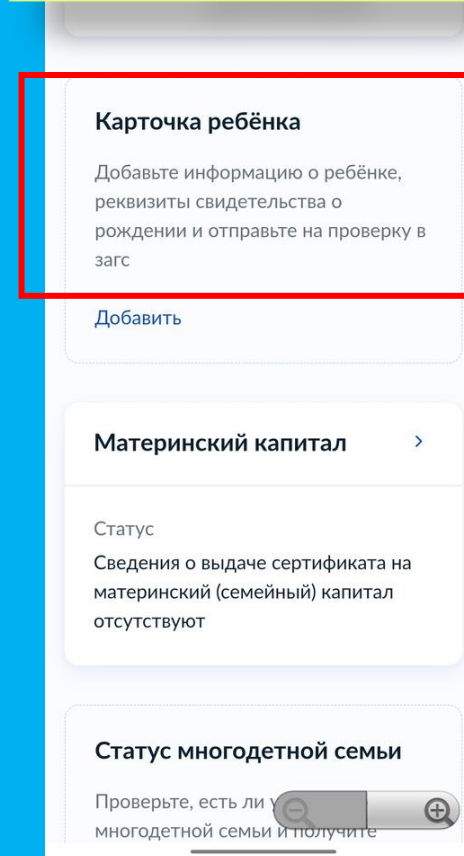 Карточка ребёнка
Добавьте информацию о ребёнке,
реквизиты свидетельства о
рождении и отправьте на проверку в
загс
Добавить
Материнский капитал
Статус
Сведения о выдаче сертификата на
материнский (семейный) капитал
отсутствуют
Статус многодетной семьи
Проверьте, есть ли
многодетной семьи и получите